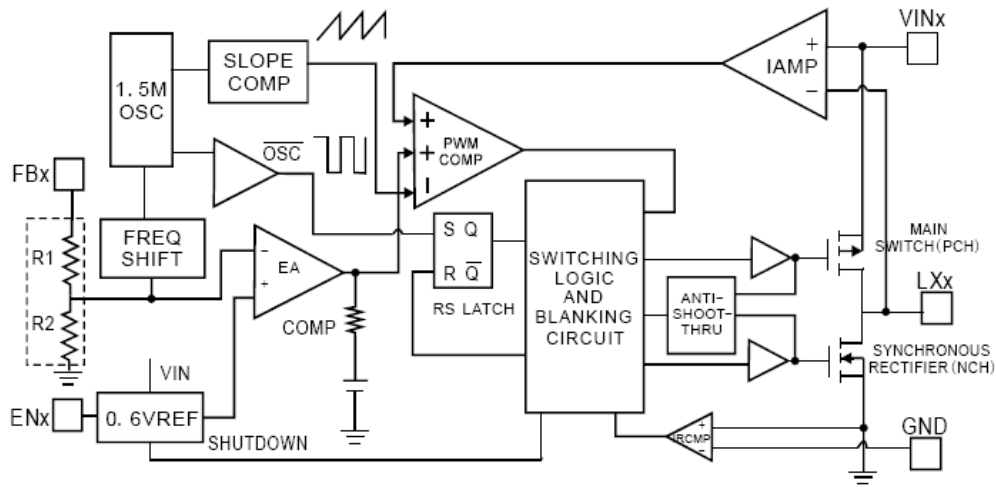 VINx
SLOPE
COMP
IAMP
+
−
1.5M
OSC
+
+
−
PWM
COMP
OSC
FBx
FREQ
SHIFT
R1
R2
−
+
EA
COMP
S Q
R Q
RS LATCH
SWITCHING
LOGIC
AND
BLANKING
CIRCUIT
ANTI-
SHOOT-
THRU
MAIN
SWITCH(PCH)
LXx
SYNCHRONOUS
RECTIFIER(NCH)
VIN
ENx
0.6VREF
SHUTDOWN
+
−
IRCMP
GND